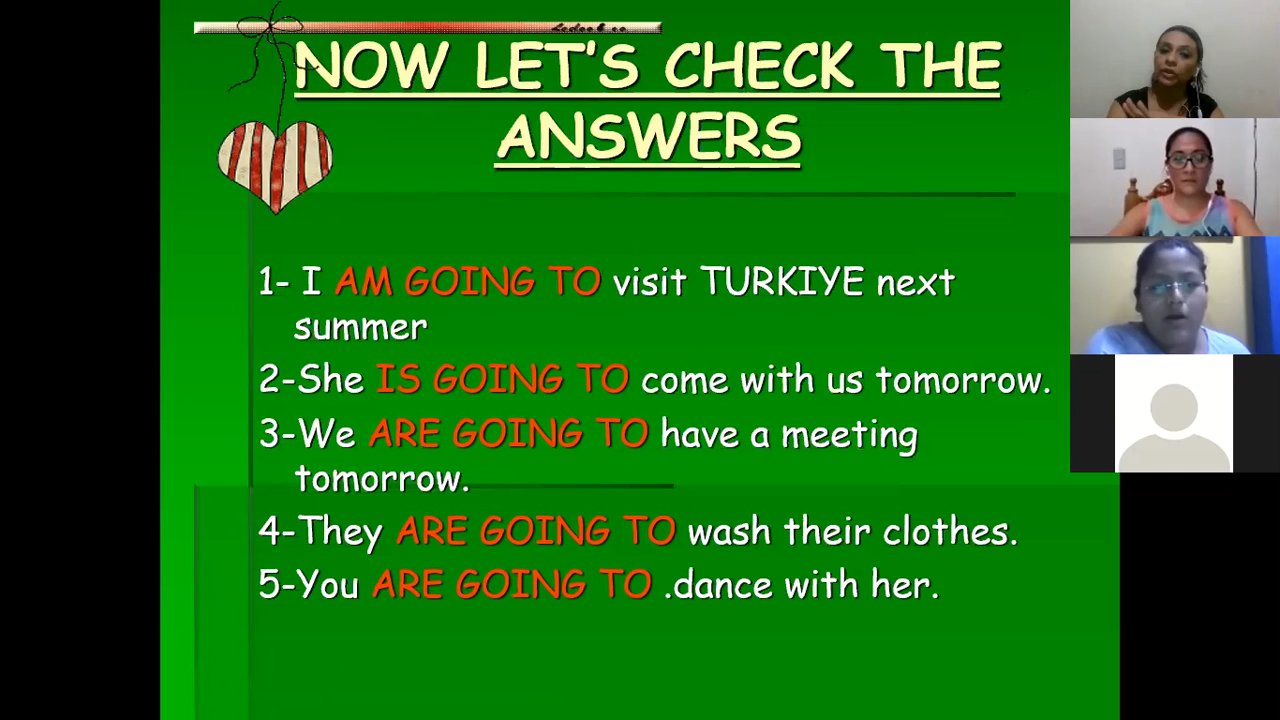 NOW LET'S CHECK THE
ANSWERS
1- I AM GOING TO visit TURKIYE next
summer
2-She IS GOING TO come with us tomorrow.
3-We ARE GOING TO have a meeting
tomorrow.
4-They ARE GOING TO wash their clothes.
5-You ARE GOING TO .dance with her.